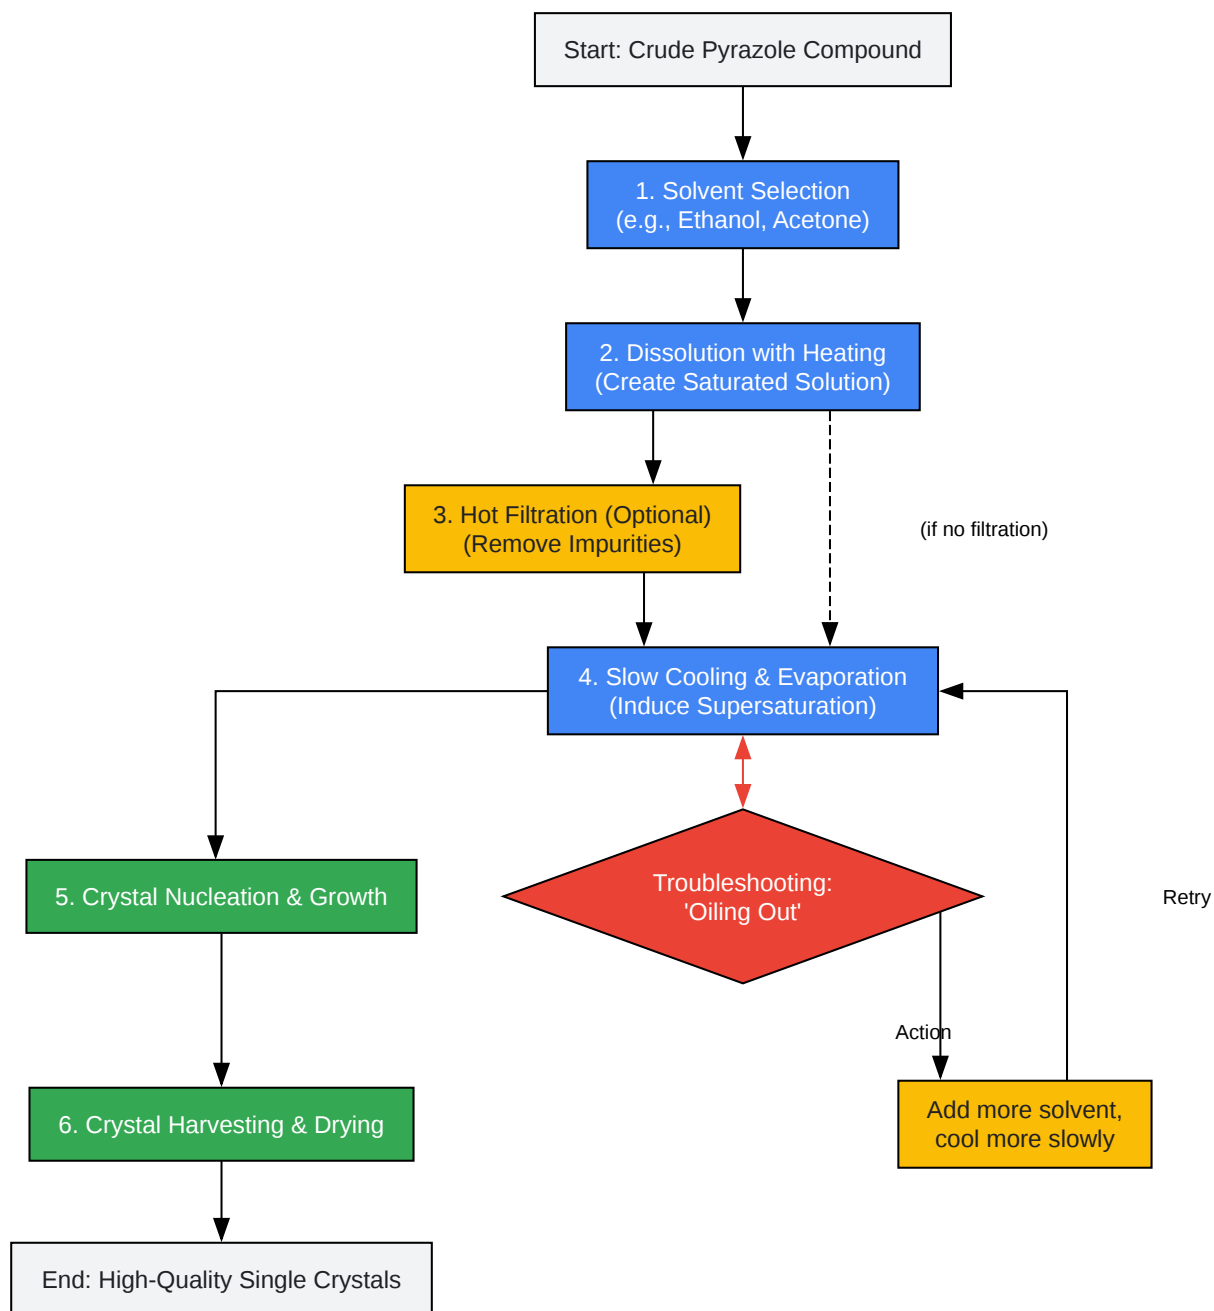 Start: Crude Pyrazole Compound
1. Solvent Selection
(e.g., Ethanol, Acetone)
2. Dissolution with Heating
(Create Saturated Solution)
3. Hot Filtration (Optional)
(Remove Impurities)
(if no filtration)
4. Slow Cooling & Evaporation
(Induce Supersaturation)
5. Crystal Nucleation & Growth
Troubleshooting:
'Oiling Out'
Retry
Action
Add more solvent,
cool more slowly
6. Crystal Harvesting & Drying
End: High-Quality Single Crystals